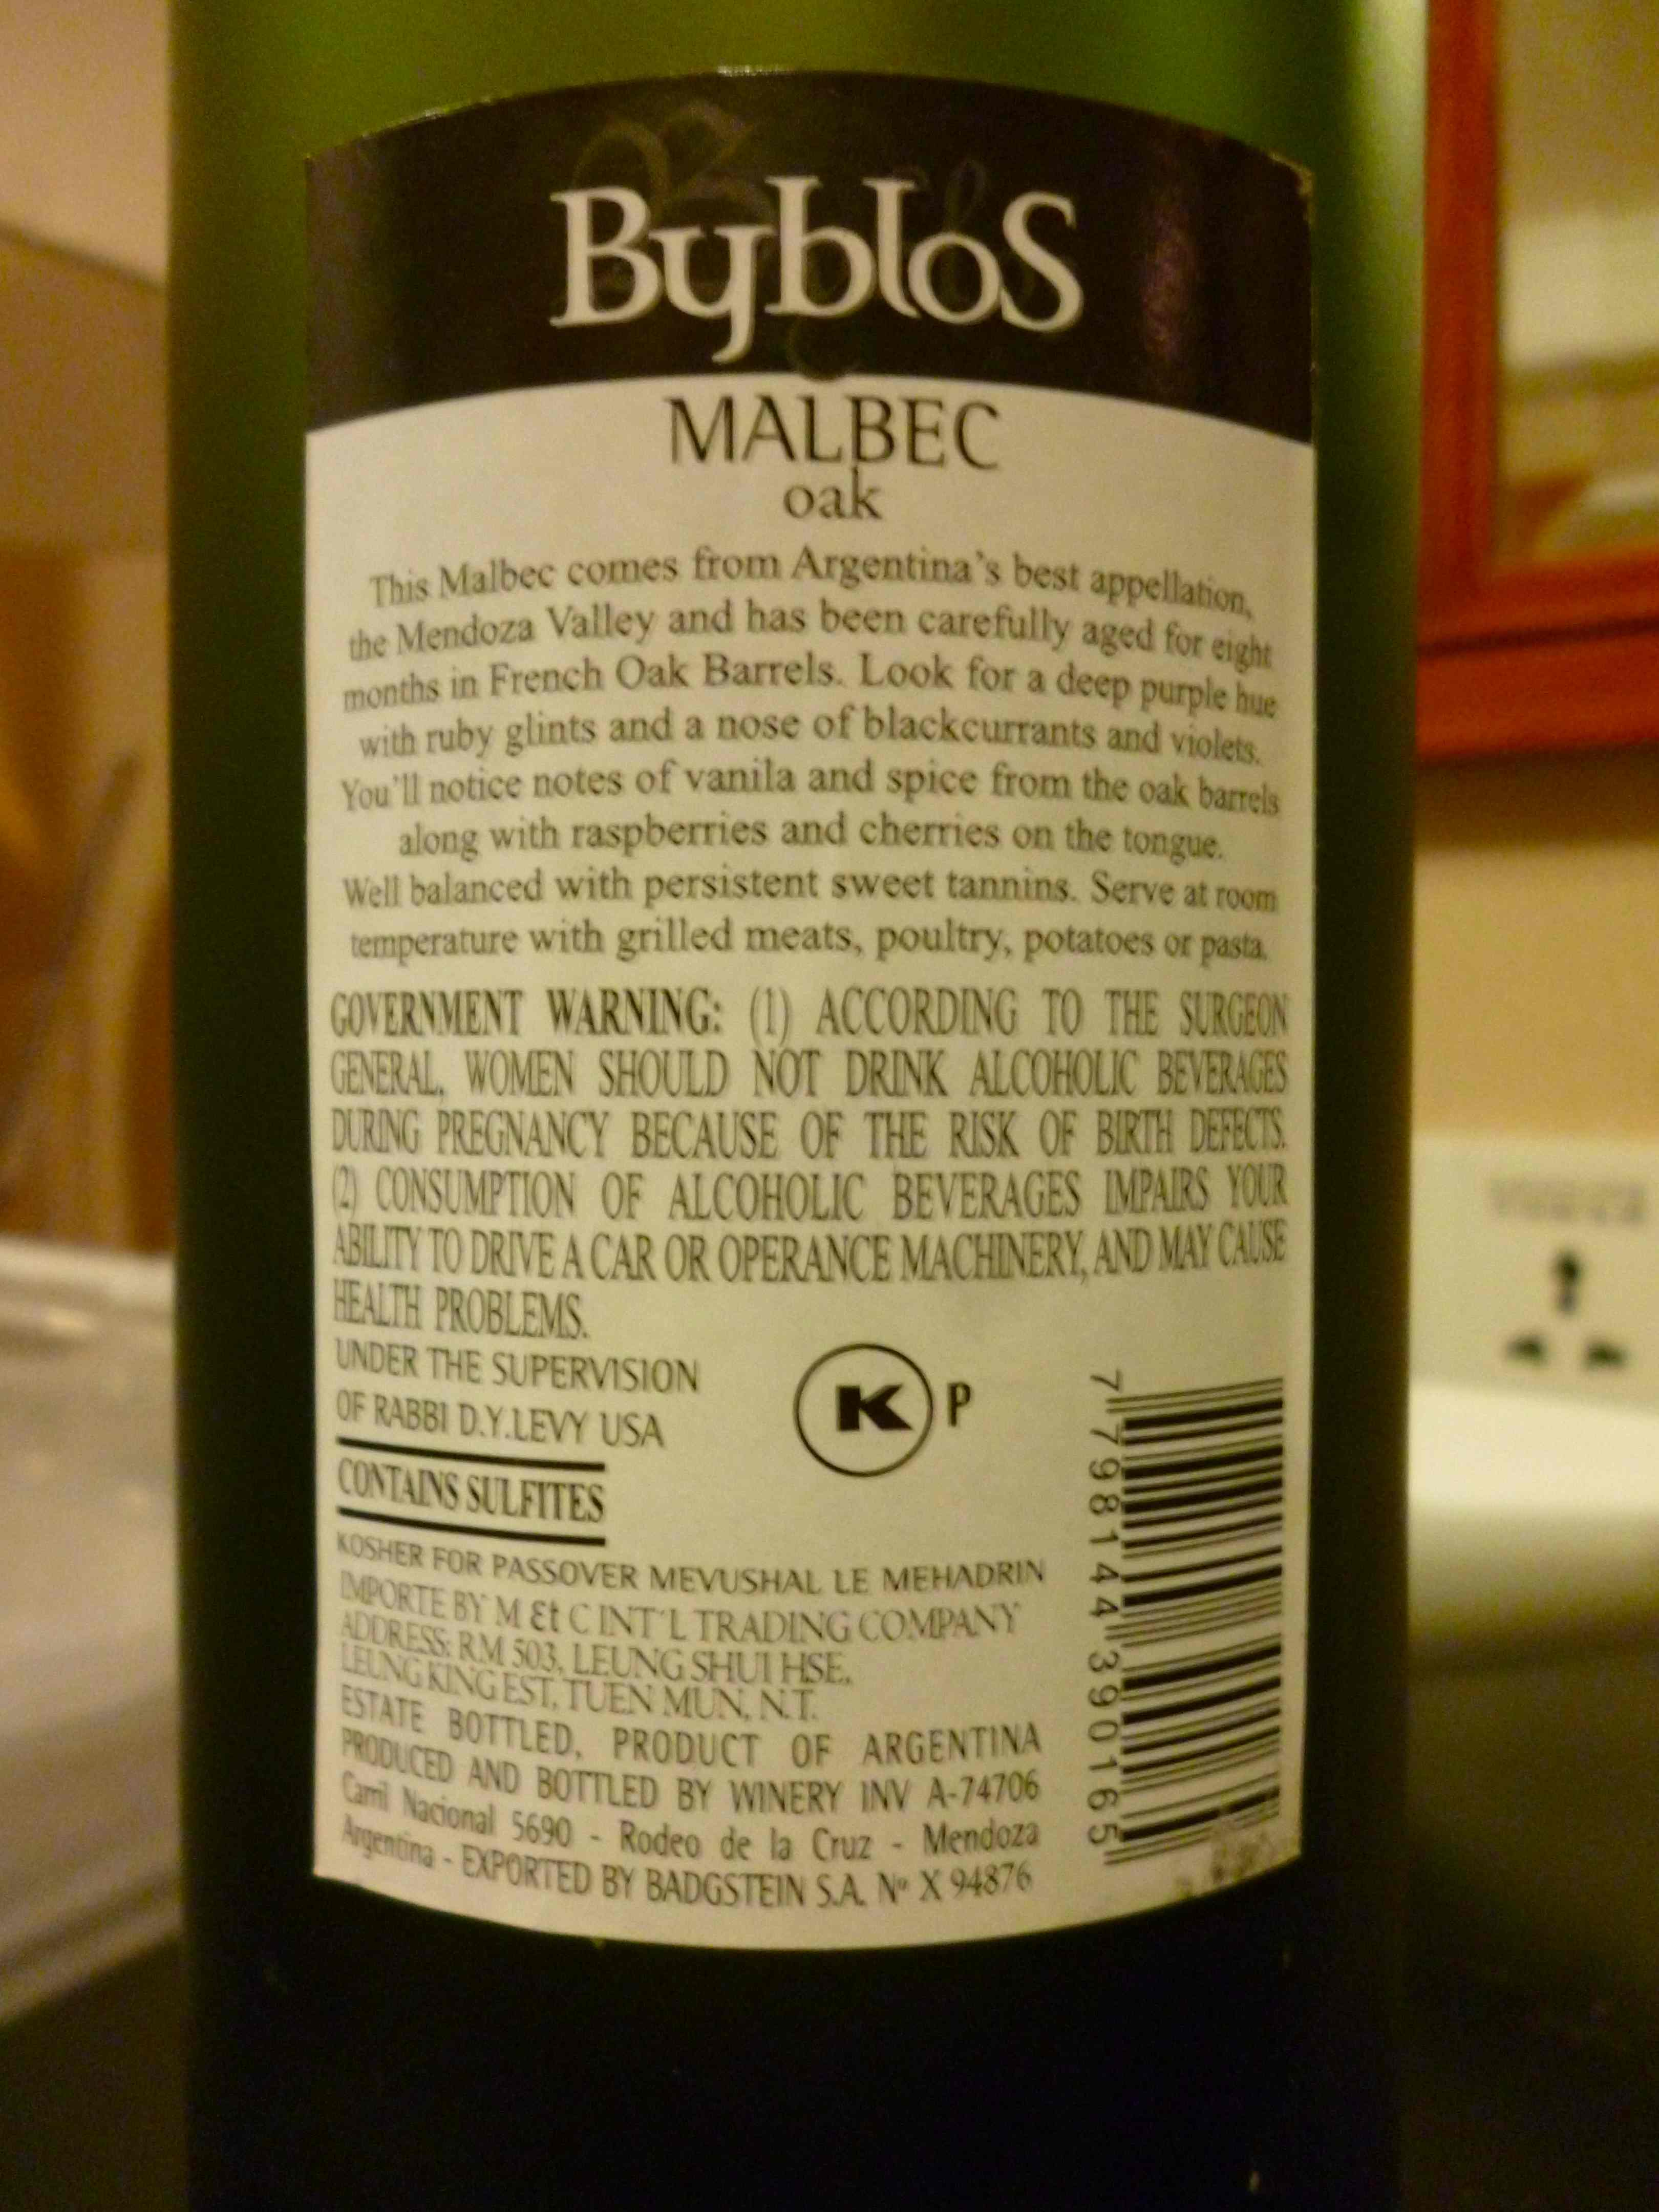 Byblos
MALBEC
oak
This Malbec comes from Argentina's best appellation,
the Mendoza Valley and has been carefully aged for eight
months in French Oak Barrels. Look for a deep purple hue
with ruby glints and a nose of blackcurrants and violets.
You'll notice notes of vanila and spice from the oak barrels
along with raspberries and cherries on the tongue.
Well balanced with persistent sweet tannins. Serve at room
temperature with grilled meats, poultry, potatoes or pasta.
GOVERNMENT WARNING: (1) ACCORDING TO THE SURGEON
GENERAL, WOMEN SHOULD NOT DRINK ALCOHOLIC BEVERAGES
DURING PREGNANCY BECAUSE OF THE RISK OF BIRTH DEFECTS.
(2) CONSUMPTION OF ALCOHOLIC BEVERAGES IMPAIRS YOUR
ABILITY TO DRIVE A CAR OR OPERANCE MACHINERY, AND MAY CAUSE
HEALTH PROBLEMS.
UNDER THE SUPERVISION
OF RABBI D.Y.LEVY USA
K P
CONTAINS SULFITES
KOSHER FOR PASSOVER MEVUSHAL LE MEHADRIN
IMPORTE BY M Et C INT'L TRADING COMPANY
ADDRESS: RM 503, LEUNG SHUI HSE.,
LEUNG KING EST, TUEN MUN, N.T.
ESTATE BOTTLED, PRODUCT OF ARGENTINA
PRODUCED AND BOTTLED BY WINERY INV A-74706
Carril Nacional 5690 - Rodeo de la Cruz - Mendoza
Argentina - EXPORTED BY BADGSTEIN S.A. Nº X 94876
7 798144 390165